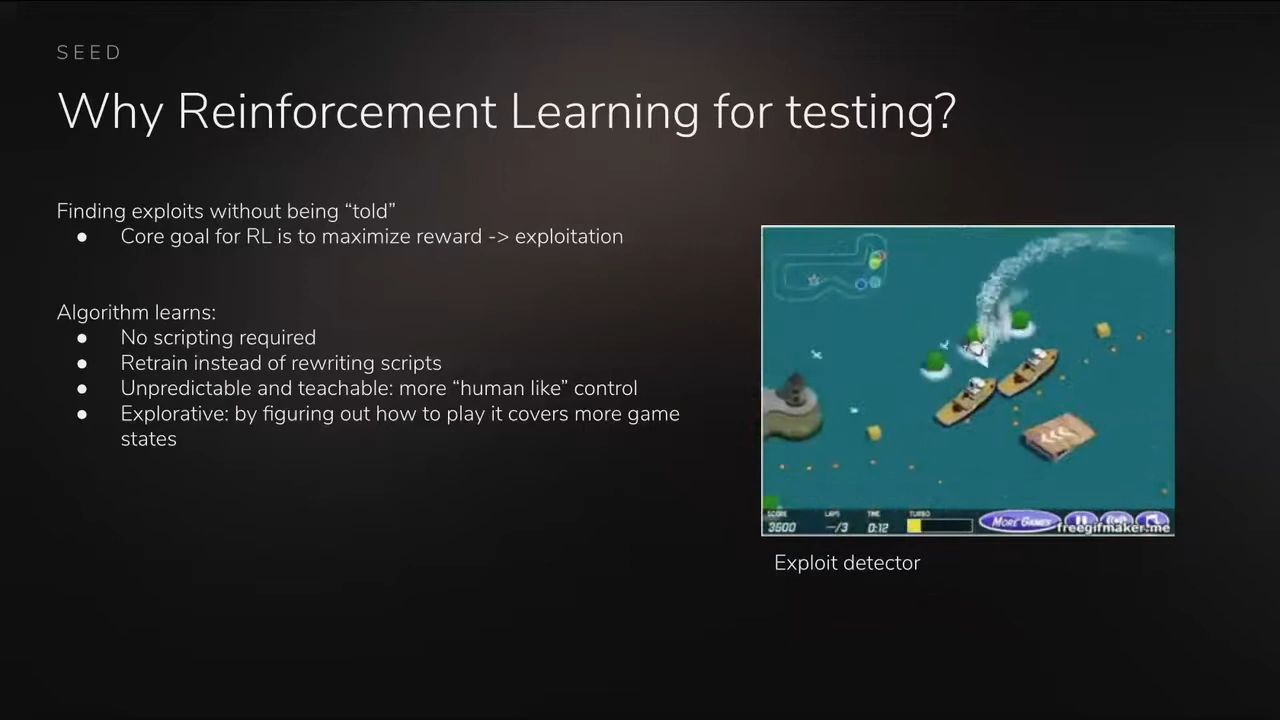 SEED
Why Reinforcement Learning for testing?
Finding exploits without being “told”
● Core goal for RL is to maximize reward -> exploitation
Algorithm learns:
● No scripting required
● Retrain instead of rewriting scripts
● Unpredictable and teachable: more “human like” control
● Explorative: by figuring out how to play it covers more game
states
SCORE LAPS TIME TURBO
3500 --/3 0:12
MORE GAMES
freegifmaker.me
Exploit detector